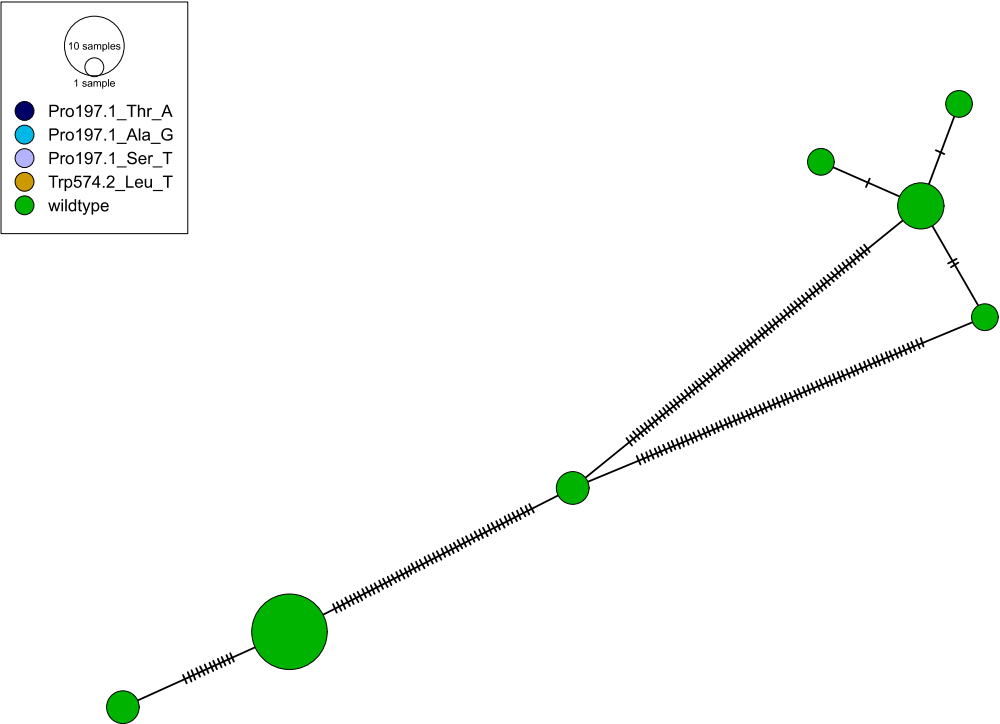 10 samples
1 sample
Pro197.1_Thr_A
Pro197.1_Ala_G
Pro197.1_Ser_T
Trp574.2_Leu_T
wildtype